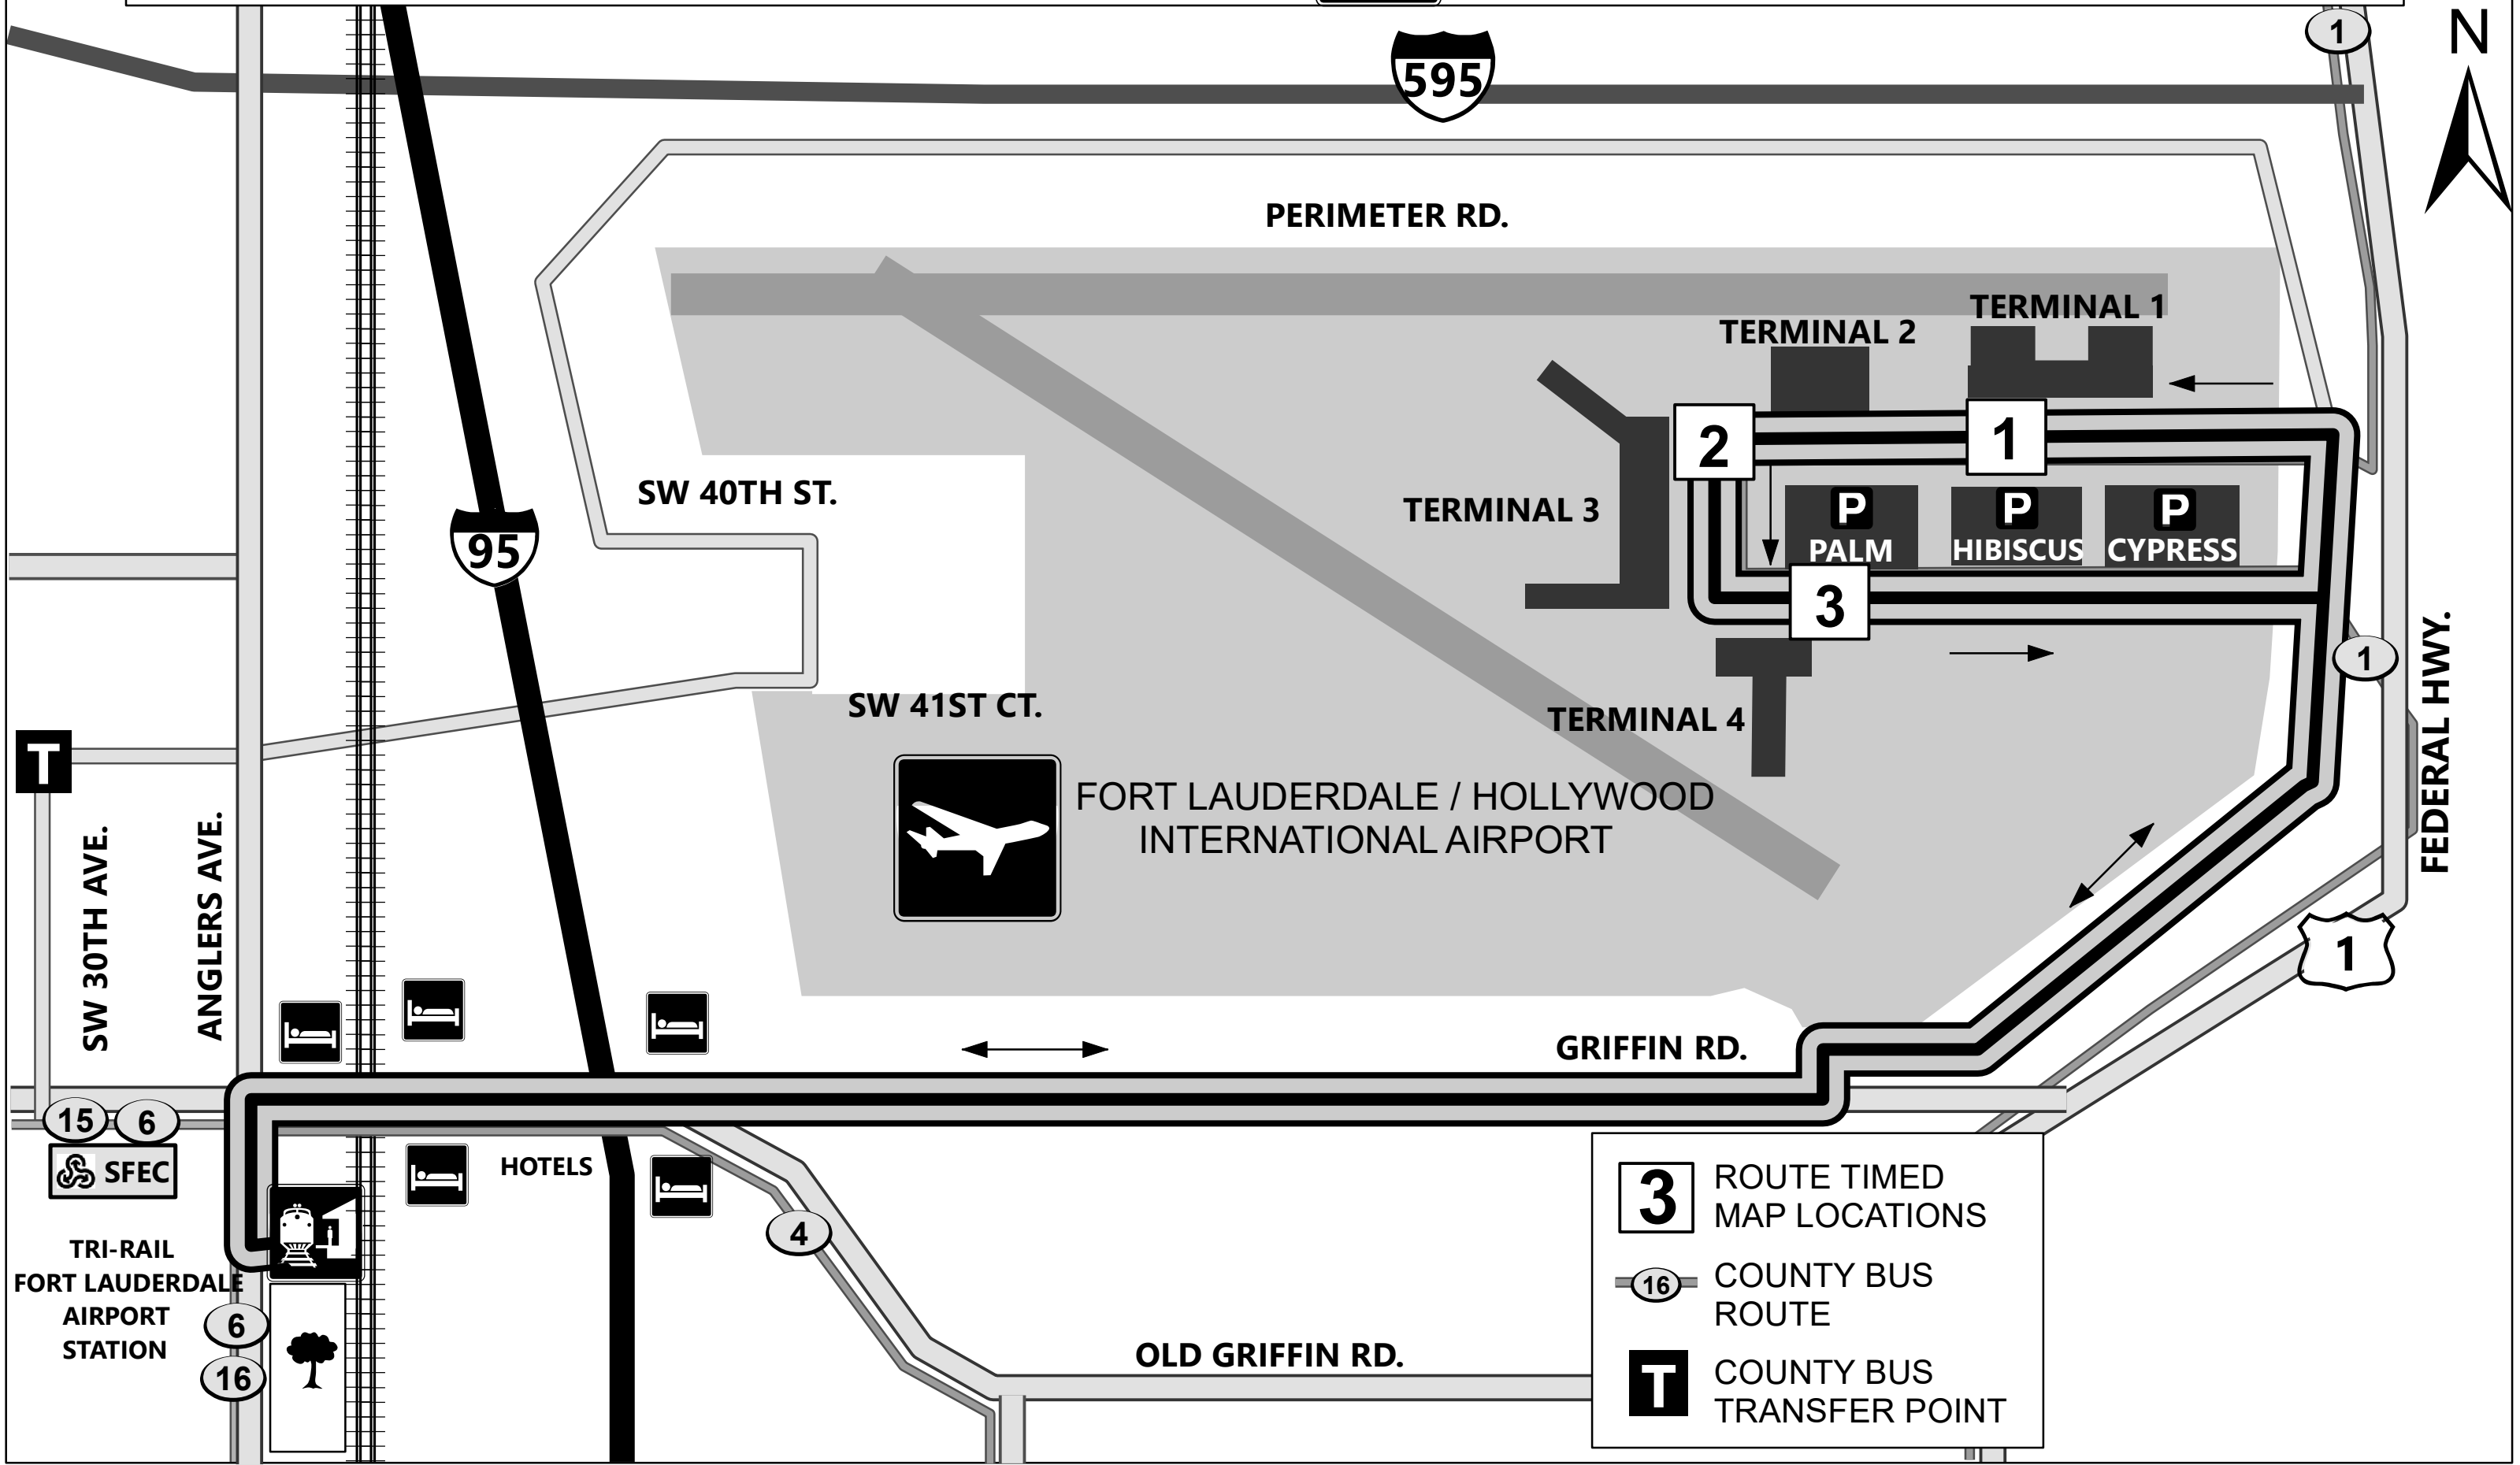 1
N
595
PERIMETER RD.
TERMINAL 1
TERMINAL 2
2
1
SW 40TH ST.
TERMINAL 3
P
P
P
95
PALM
HIBISCUS
CYPRESS
3
1
FEDERAL HWY.
SW 41ST CT.
TERMINAL 4
T
FORT LAUDERDALE / HOLLYWOOD
INTERNATIONAL AIRPORT
SW 30TH AVE.
ANGLERS AVE.
1
GRIFFIN RD.
15
6
SFEC
HOTELS
4
TRI-RAIL
FORT LAUDERDALE
AIRPORT
STATION
6
16
OLD GRIFFIN RD.
3
ROUTE TIMED
MAP LOCATIONS
16
COUNTY BUS
ROUTE
T
COUNTY BUS
TRANSFER POINT